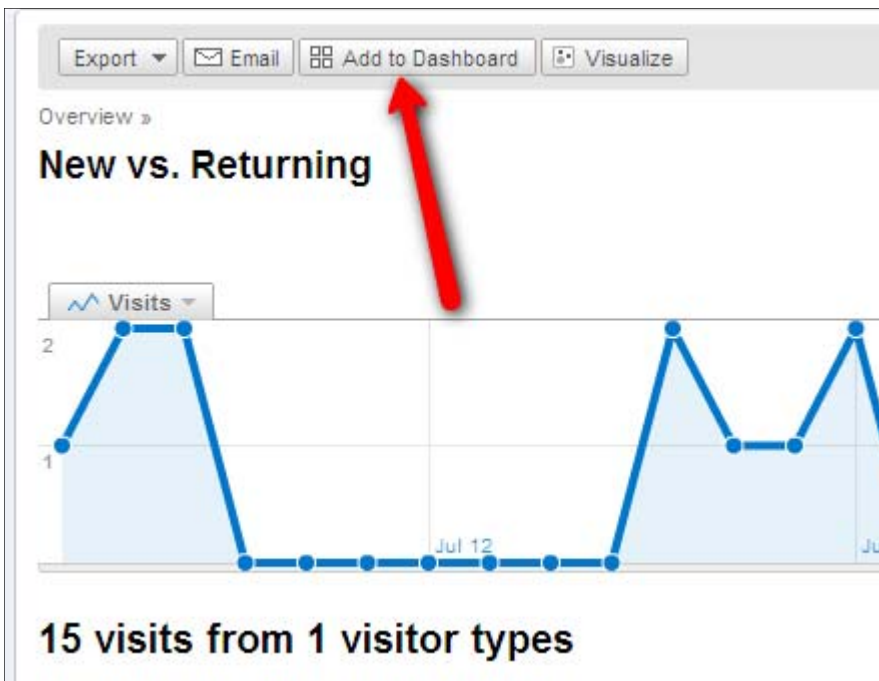 Export Email Add to Dashboard Visualize
Overview »
New vs. Returning
Visits
2
1
Jul 12
15 visits from 1 visitor types